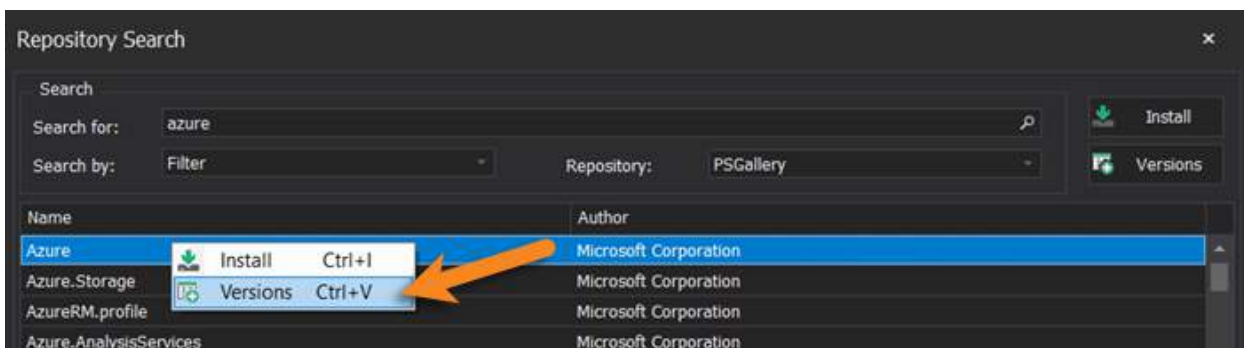 Repository Search
Search
Search for: azure
Install
Search by: Filter Repository: PSGallery
Versions
Name Author
Azure Microsoft Corporation
Install Ctrl+I
Azure.Storage Microsoft Corporation
Versions Ctrl+V
AzureRM.profile Microsoft Corporation
Azure.AnalysisServices Microsoft Corporation